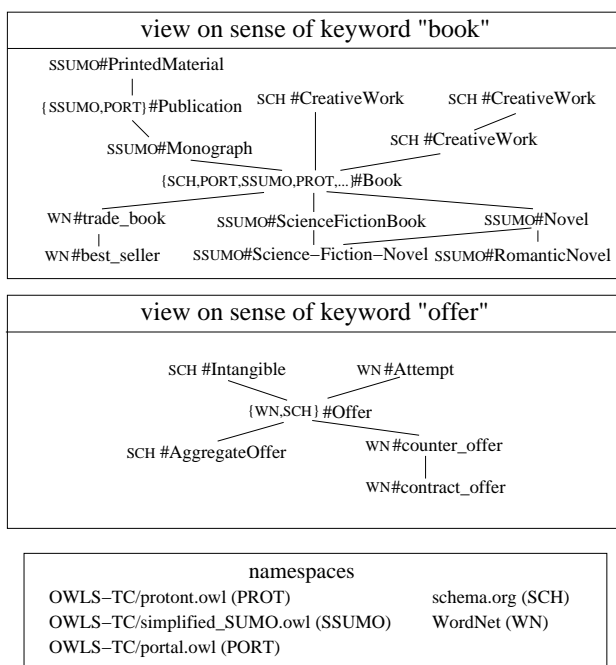 view on sense of keyword "book"
SSUMO#PrintedMaterial
{SSUMO,PORT}#Publication
SCH #CreativeWork
SCH #CreativeWork
SSUMO#Monograph
SCH #CreativeWork
{SCH,PORT,SSUMO,PROT,...}#Book
WN#trade_book
SSUMO#ScienceFictionBook
SSUMO#Novel
WN#best_seller
SSUMO#Science−Fiction−Novel
SSUMO#RomanticNovel
view on sense of keyword "offer"
SCH #Intangible
WN#Attempt
{WN,SCH} #Offer
SCH #AggregateOffer
WN#counter_offer
WN#contract_offer
namespaces
OWLS−TC/protont.owl (PROT)
schema.org (SCH)
OWLS−TC/simplified_SUMO.owl (SSUMO)
WordNet (WN)
OWLS−TC/portal.owl (PORT)